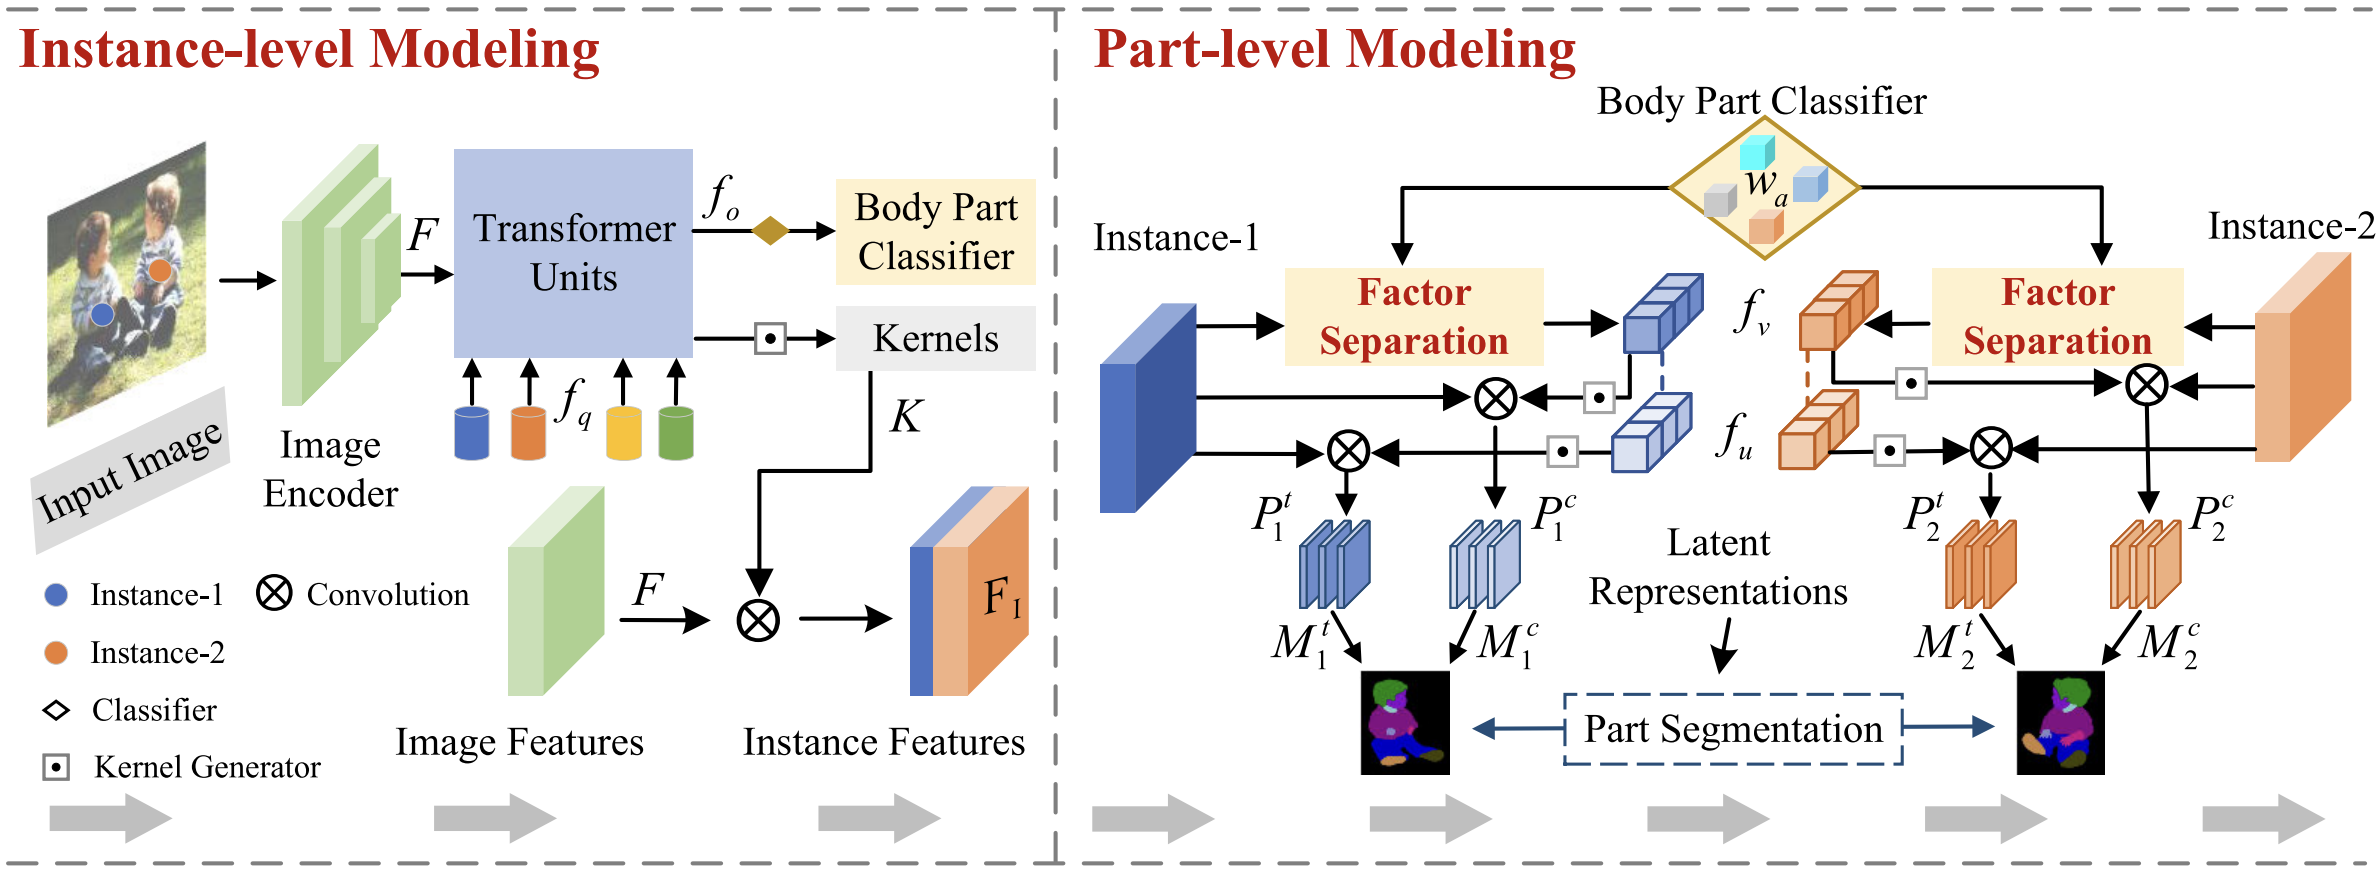 Instance-level Modeling
Input Image
Image
Encoder
F
Transformer
Units
f_q
f_o
Body Part
Classifier
Kernels
K
F
F_I
Image Features
Instance Features
Instance-1
Convolution
Instance-2
Classifier
Kernel Generator
Part-level Modeling
Body Part Classifier
w_a
Instance-1
Instance-2
Factor
Separation
f_v
Factor
Separation
f_u
P_1^t
P_1^c
P_2^t
P_2^c
Latent
Representations
M_1^t
M_1^c
M_2^t
M_2^c
Part Segmentation